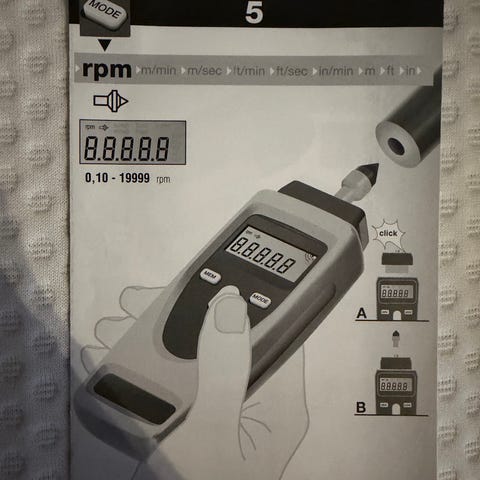 MODE
5
rpm m/min m/sec ft/min ft/sec in/min m ft in
rpm
8.8.8.8.8
0,10 - 19999 rpm
click
8.8.8.8.8
MEM
MODE
A
B